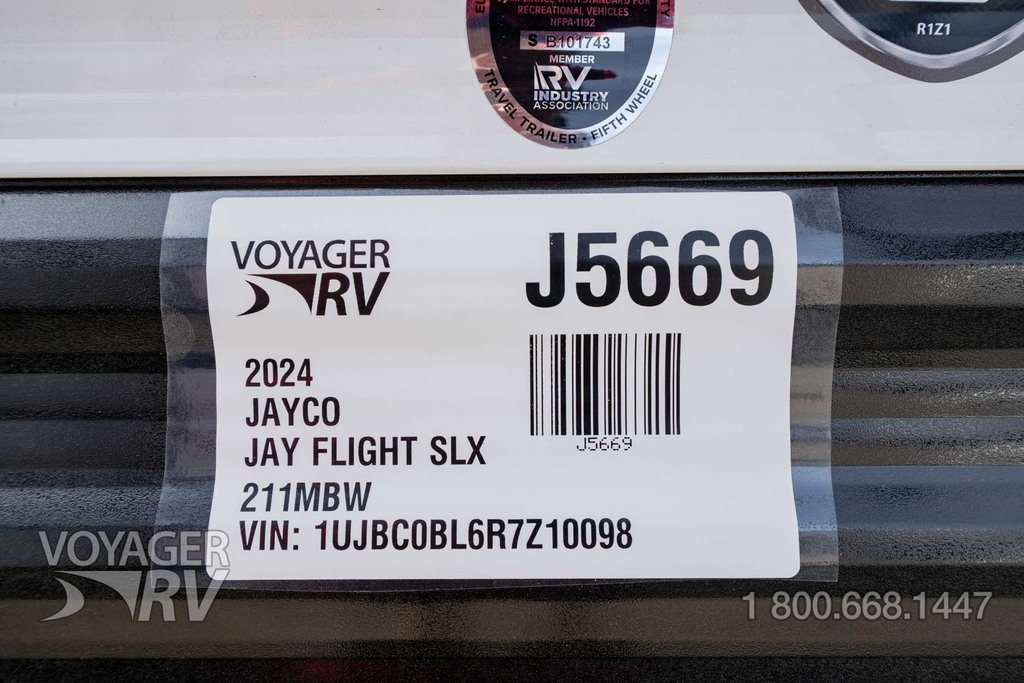 RECREATIONAL VEHICLES
NFPA-1192
S B101743
MEMBER
RV
INDUSTRY
ASSOCIATION
TRAVEL TRAILER • FIFTH WHEEL
R1Z1
VOYAGER
RV
J5669
J5669
2024
JAYCO
JAY FLIGHT SLX
211MBW
VIN: 1UJBC0BL6R7Z10098
VOYAGER
RV
1 800.668.1447